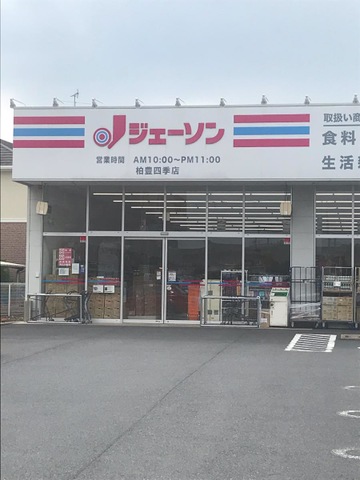 ジェーソン
営業時間 AM10:00〜PM11:00
柏豊四季店
取扱い商
食料
生活